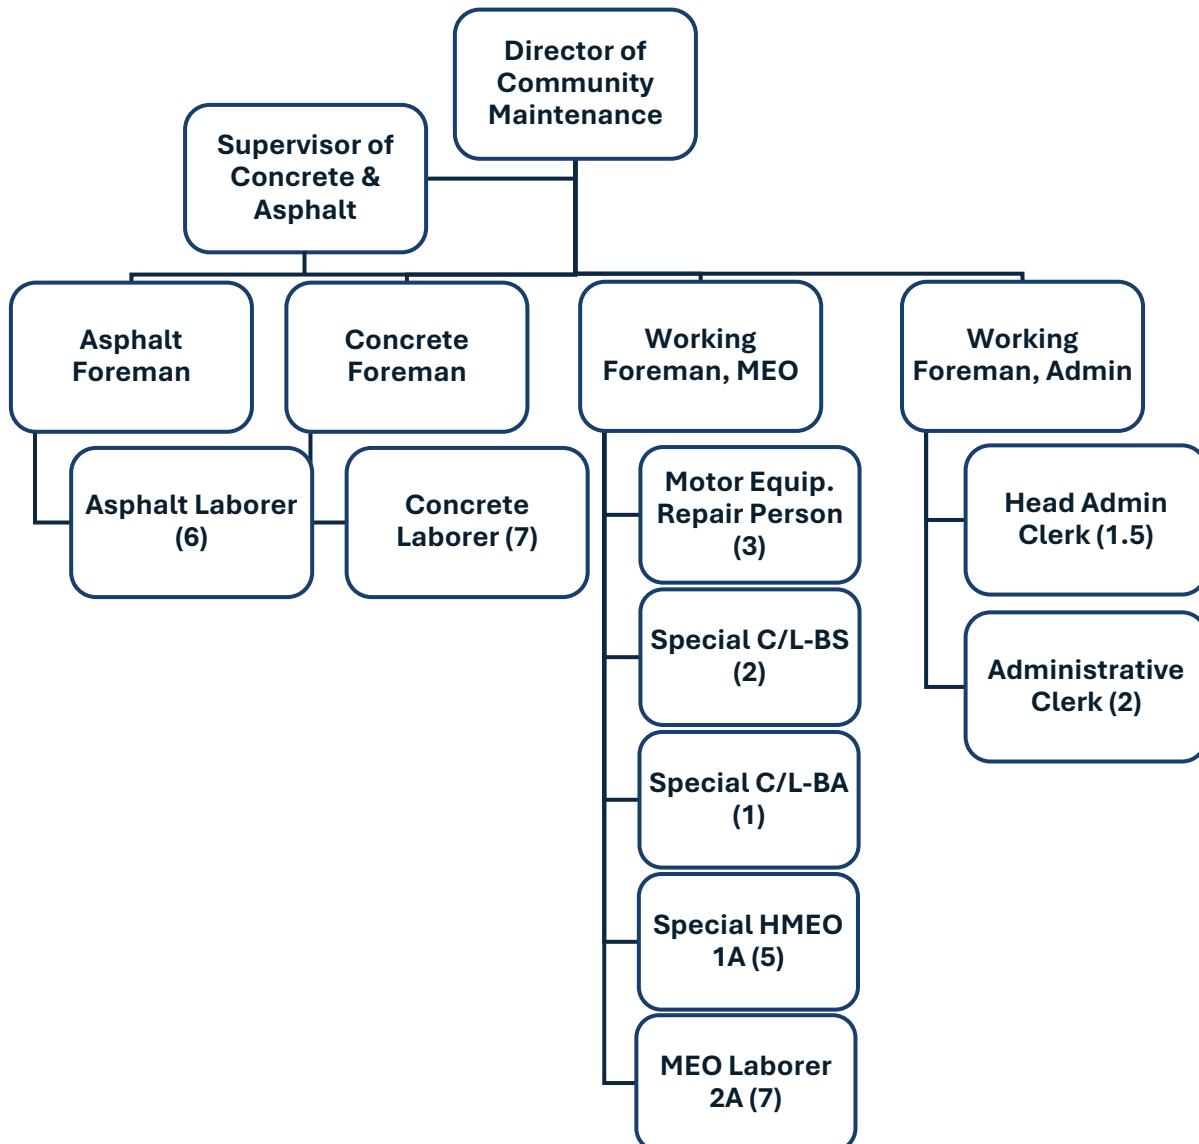 Director of
Community
Maintenance
Supervisor of
Concrete &
Asphalt
Asphalt
Foreman
Concrete
Foreman
Working
Foreman, MEO
Working
Foreman, Admin
Asphalt Laborer
(6)
Concrete
Laborer (7)
Motor Equip.
Repair Person
(3)
Special C/L-BS
(2)
Special C/L-BA
(1)
Special HMEO
1A (5)
MEO Laborer
2A (7)
Head Admin
Clerk (1.5)
Administrative
Clerk (2)